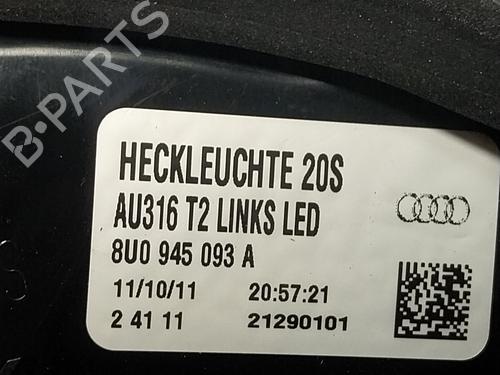 B-PARTS
HECKLEUCHTE 20S
AU316 T2 LINKS LED
8U0 945 093 A
11/10/11 20:57:21
2 41 11 21290101